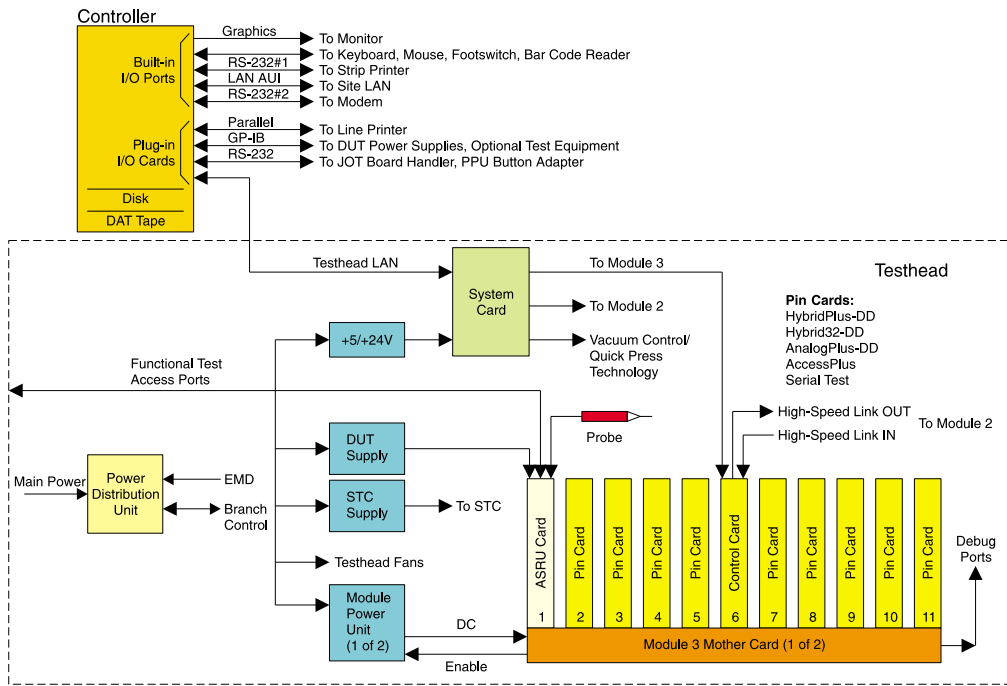 Controller
Graphics
To Monitor
To Keyboard, Mouse, Footswitch, Bar Code Reader
Built-in
I/O Ports
RS-232#1
To Strip Printer
LAN AUI
To Site LAN
RS-232#2
To Modem
Parallel
To Line Printer
Plug-in
I/O Cards
GP-IB
To DUT Power Supplies, Optional Test Equipment
RS-232
To JOT Board Handler, PPU Button Adapter
Disk
DAT Tape
Testhead LAN
System
Card
To Module 3
Testhead
To Module 2
Pin Cards:
HybridPlus-DD
Hybrid32-DD
AnalogPlus-DD
AccessPlus
Serial Test
+5/+24V
Vacuum Control/
Quick Press
Technology
Functional Test
Access Ports
Probe
High-Speed Link OUT
To Module 2
High-Speed Link IN
DUT
Supply
Main Power
Power
Distribution
Unit
EMD
Branch
Control
STC
Supply
To STC
Testhead Fans
Module
Power
Unit
(1 of 2)
DC
Enable
ASRU Card
1
Pin Card
2
Pin Card
3
Pin Card
4
Pin Card
5
Control Card
6
Pin Card
7
Pin Card
8
Pin Card
9
Pin Card
10
Pin Card
11
Debug
Ports
Module 3 Mother Card (1 of 2)